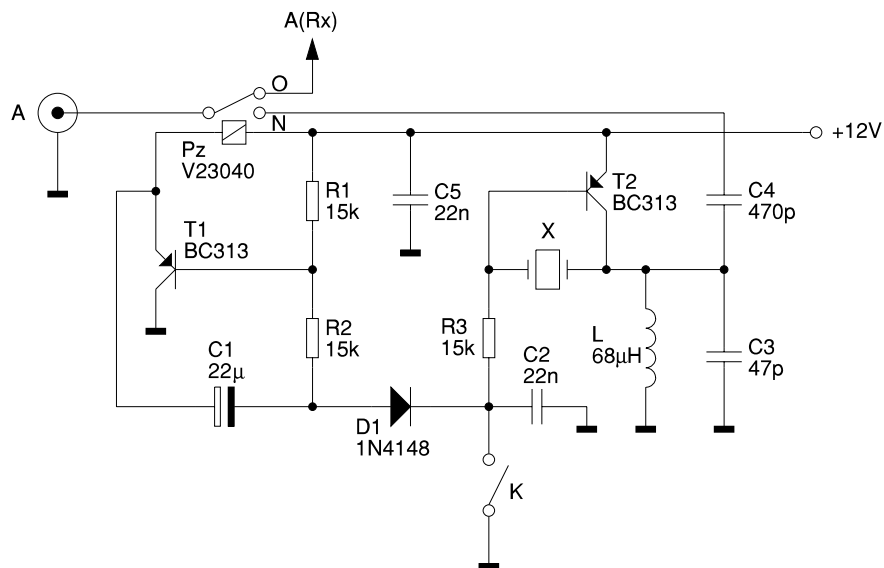 A(Rx)
A
O
N
+12V
Pz
V23040
R1
15k
C5
22n
T2
BC313
C4
470p
T1
BC313
X
R2
15k
R3
15k
L
68µH
C3
47p
C1
22µ
C2
22n
D1
1N4148
K